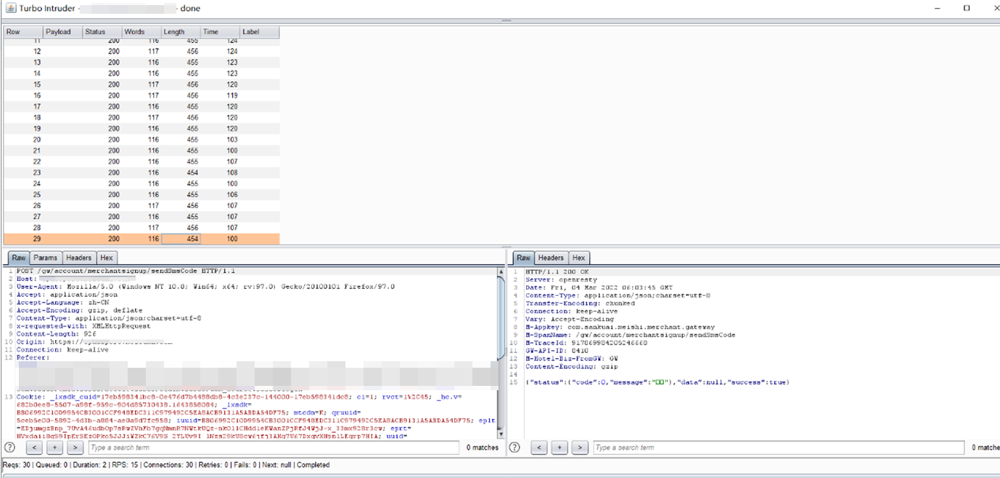 Turbo Intruder - - done
Row Payload Status Words Length Time Label
11 200 116 455 124
12 200 117 456 124
13 200 116 455 123
14 200 116 455 123
15 200 117 456 120
16 200 117 456 119
17 200 116 455 120
18 200 117 456 120
19 200 116 456 120
20 200 116 455 103
21 200 116 455 100
22 200 116 455 107
23 200 116 454 108
24 200 116 455 100
25 200 116 455 106
26 200 117 456 107
27 200 116 455 107
28 200 117 456 107
29 200 116 454 100
Raw Params Headers Hex
1 POST /gw/account/merchantsignup/sendSmsCode HTTP/1.1
2 Host:
3 User-Agent: Mozilla/5.0 (Windows NT 10.0; Win64; x64; rv:97.0) Gecko/20100101 Firefox/97.0
4 Accept: application/json
5 Accept-Language: zh-CN
6 Accept-Encoding: gzip, deflate
7 Content-Type: application/json;charset=utf-8
8 x-requested-with: XMLHttpRequest
9 Content-Length: 926
10 Origin: https:/
11 Connection: keep-alive
12 Referer:
13 Cookie: _lxsdk_cuid=17eb598341bc8-0e476d7b4488db8-4c3e237c-144000-17eb598341dc8; ci=1; rvct=1%2C45; _hc.v=
682b0ee8-5507-a98f-959c-904d85730438.1643858084; _lxsdk=
BB06992C10D9954CB3001CCF948EDC311C979492C5EA8ACB9131A5ABDA54DF75; mtcdn=K; qruuid=
5ceb5e00-5892-4d3b-a884-ae0a9d7fc958; iuuid=BB06992C10D9954CB3001CCF948EDC311C979492C5EA8ACB9131A5ABDA54DF75; eplt
eprt=
uuid=
? < + > Type a search term 0 matches
Raw Headers Hex
1 HTTP/1.1 200 OK
2 Server: openresty
3 Date: Fri, 04 Mar 2022 06:03:45 GMT
4 Content-Type: application/json;charset=utf-8
5 Transfer-Encoding: chunked
6 Connection: keep-alive
7 Vary: Accept-Encoding
8 M-Appkey: com.sankuai.meishi.merchant.gateway
9 M-SpanName: /gw/account/merchantsignup/sendSmsCode
10 M-TraceId: 917869984205246668
11 GW-API-ID: 8410
12 M-Hotel-Biz-FromGW: GW
13 Content-Encoding: gzip
14
15 {"status":{"code":0,"message":"□□"},"data":null,"success":true}
? < + > Type a search term 0 matche
Reqs: 30 | Queued: 0 | Duration: 2 | RPS: 15 | Connections: 30 | Retries: 0 | Fails: 0 | Next: null | Completed